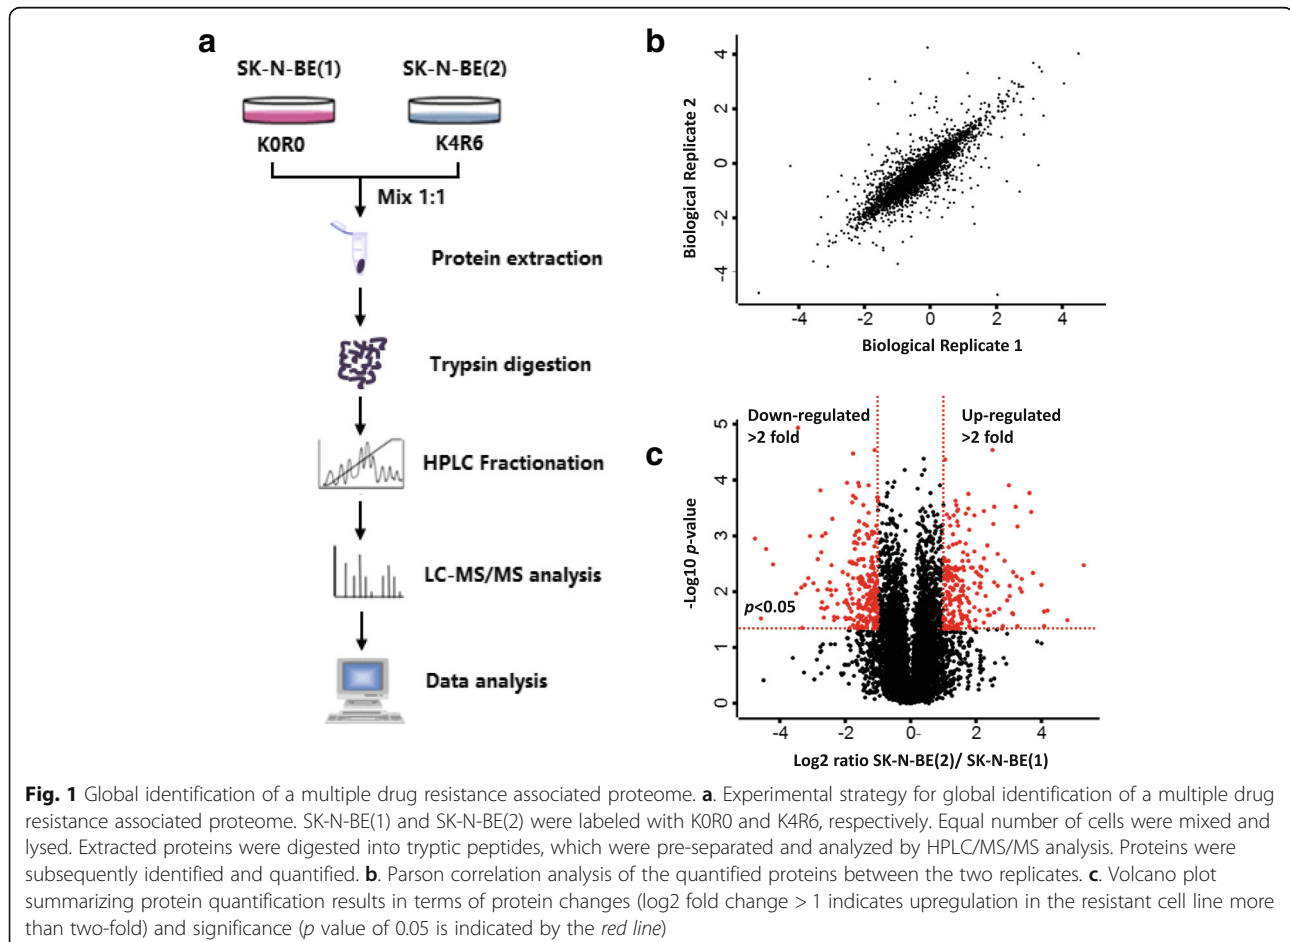 a
SK-N-BE(1)
SK-N-BE(2)
K0R0
K4R6
Mix 1:1
Protein extraction
Trypsin digestion
HPLC Fractionation
LC-MS/MS analysis
Data analysis
b
Biological Replicate 2
4
2
0
-2
-4
-4
-2
0
2
4
Biological Replicate 1
c
Down-regulated
>2 fold
Up-regulated
>2 fold
-Log10 p-value
5
4
3
2
1
0
p<0.05
-4
-2
0-
2
4
Log2 ratio SK-N-BE(2)/ SK-N-BE(1)
Fig. 1 Global identification of a multiple drug resistance associated proteome. a. Experimental strategy for global identification of a multiple drug
resistance associated proteome. SK-N-BE(1) and SK-N-BE(2) were labeled with K0R0 and K4R6, respectively. Equal number of cells were mixed and
lysed. Extracted proteins were digested into tryptic peptides, which were pre-separated and analyzed by HPLC/MS/MS analysis. Proteins were
subsequently identified and quantified. b. Parson correlation analysis of the quantified proteins between the two replicates. c. Volcano plot
summarizing protein quantification results in terms of protein changes (log2 fold change > 1 indicates upregulation in the resistant cell line more
than two-fold) and significance (p value of 0.05 is indicated by the red line)